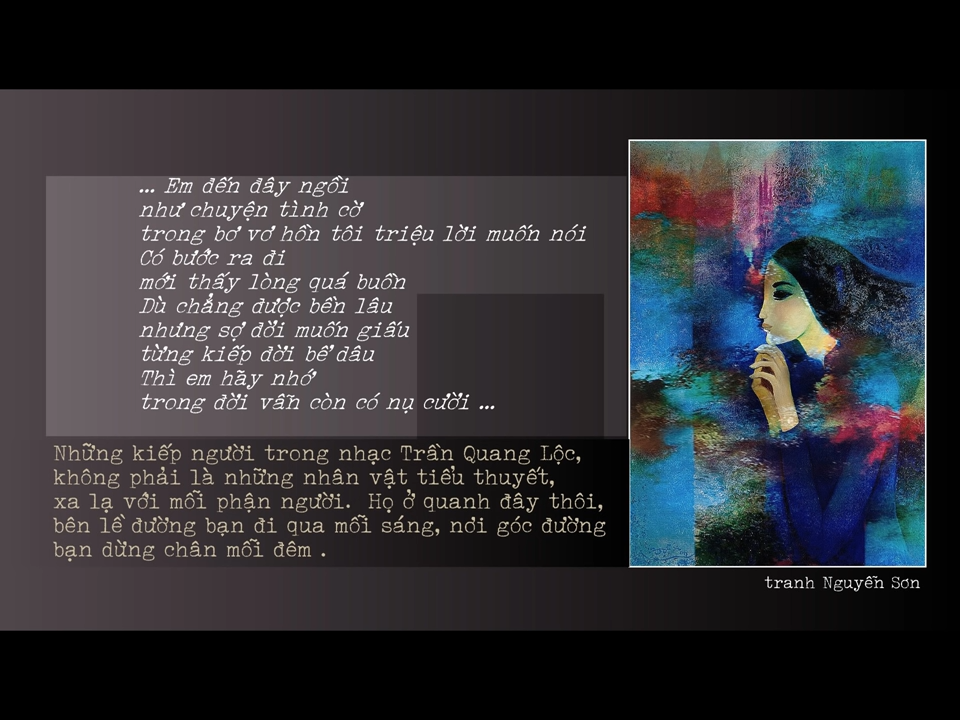 ... Em đến đây ngồi
như chuyện tình cờ
trong bơ vơ hồn tôi triệu lời muốn nói
Có bước ra đi
mới thấy lòng quá buồn
Dù chẳng được bền lâu
nhưng sợ đời muốn giấu
từng kiếp đời bể dâu
Thì em hãy nhớ
trong đời vẫn còn có nụ cười ...
Những kiếp người trong nhạc Trần Quang Lộc,
không phải là những nhân vật tiểu thuyết,
xa lạ với mỗi phận người. Họ ở quanh đây thôi,
bên lề đường bạn đi qua mỗi sáng, nơi góc đường
bạn dừng chân mỗi đêm .
tranh Nguyễn Sơn